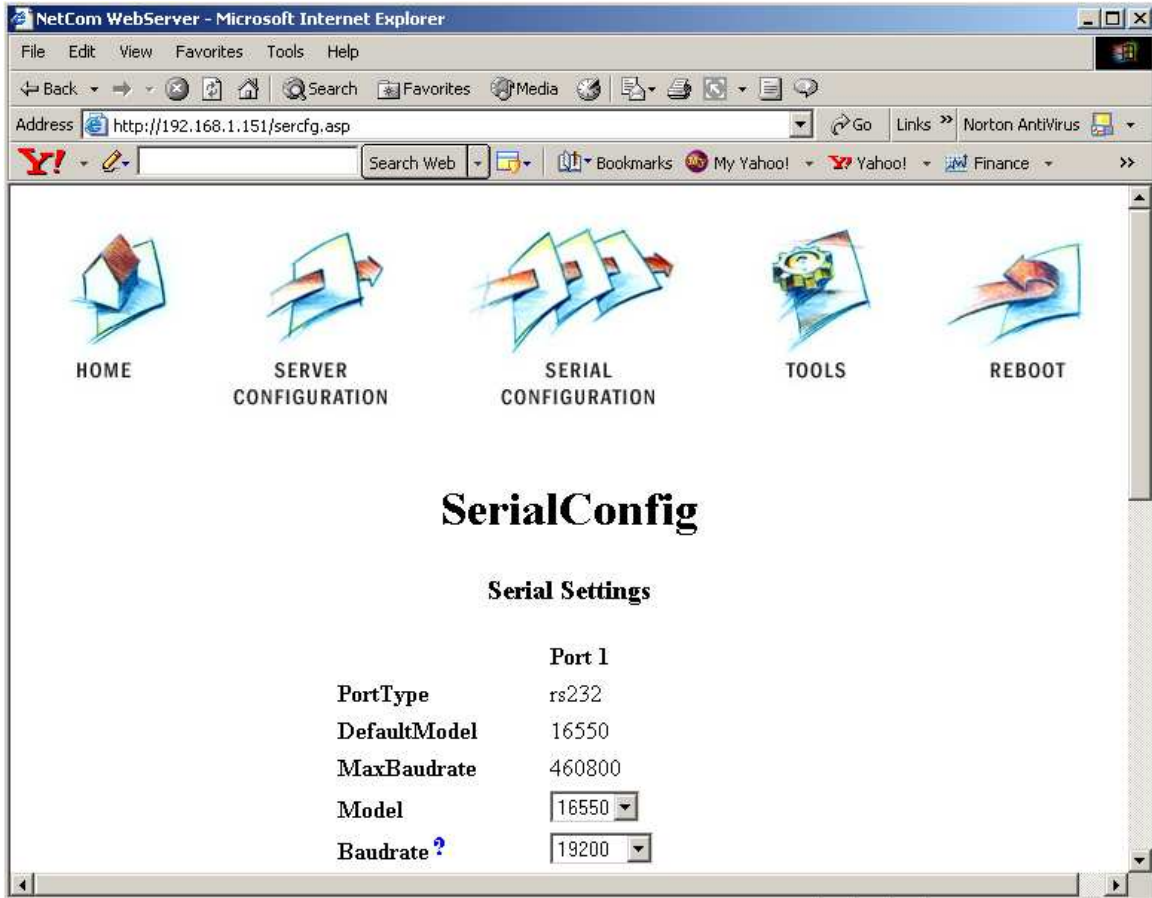 NetCom WebServer - Microsoft Internet Explorer
File Edit View Favorites Tools Help
Back Search Favorites Media
Address http://192.168.1.151/sercfg.asp Go Links » Norton AntiVirus
Y! Search Web Bookmarks My Yahoo! Y! Yahoo! Finance »
HOME
SERVER CONFIGURATION
SERIAL CONFIGURATION
TOOLS
REBOOT
SerialConfig
Serial Settings
Port 1
PortType rs232
DefaultModel 16550
MaxBaudrate 460800
Model 16550
Baudrate ? 19200